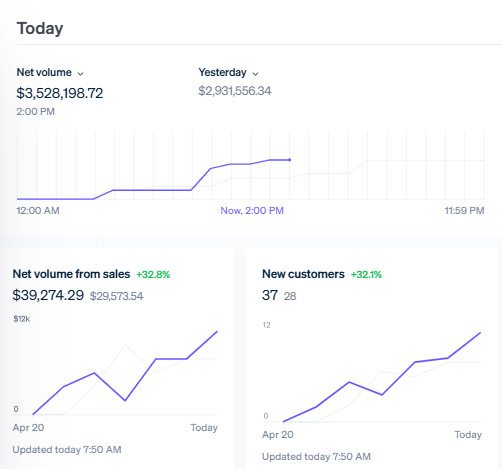 Today
Net volume Yesterday
$3,528,198.72 $2,931,556.34
2:00 PM
12:00 AM Now, 2:00 PM 11:59 PM
Net volume from sales +32.8%
$39,274.29 $29,573.54
$12k
0
Apr 20 Today
Updated today 7:50 AM
New customers +32.1%
37 28
12
0
Apr 20 Today
Updated today 7:50 AM